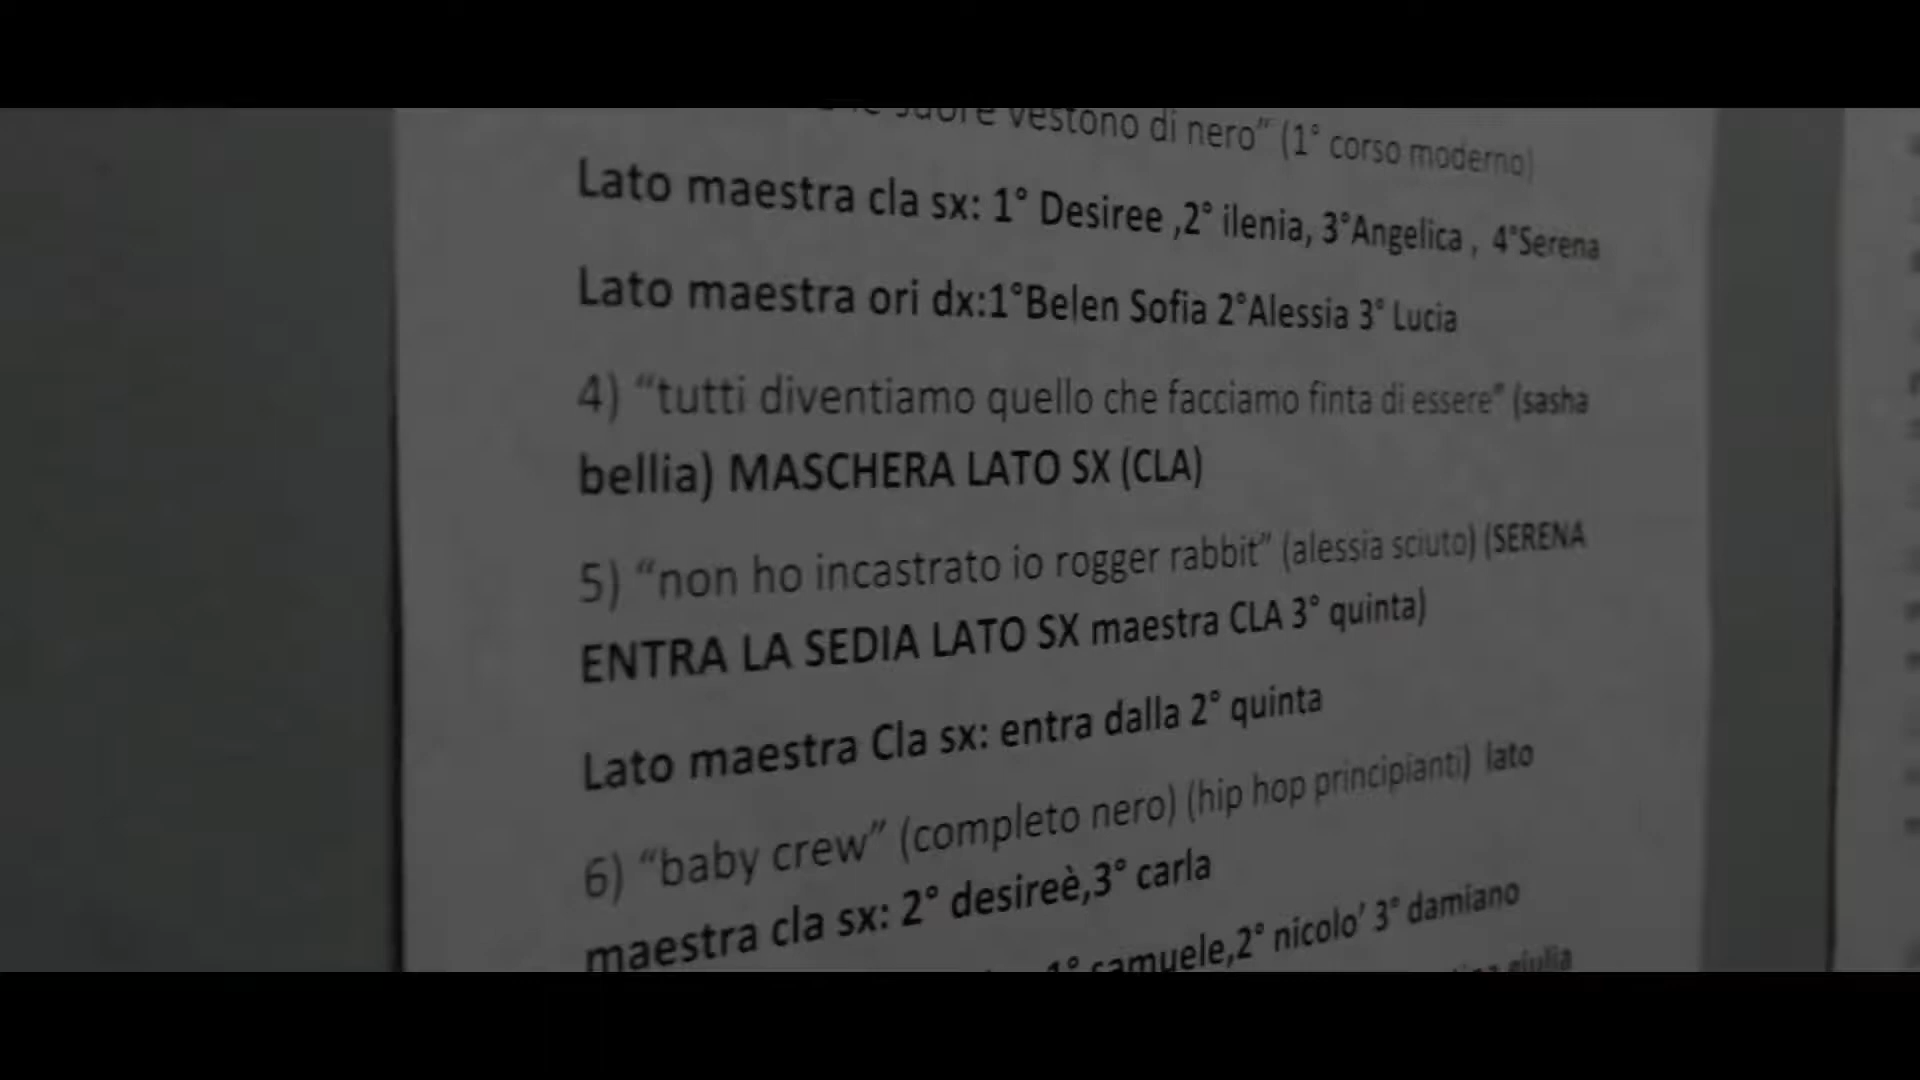 suore vestono di nero” (1° corso moderno)
Lato maestra cla sx: 1° Desiree ,2° ilenia, 3°Angelica , 4°Serena
Lato maestra ori dx:1°Belen Sofia 2°Alessia 3° Lucia
4) “tutti diventiamo quello che facciamo finta di essere” (sasha
bellia) MASCHERA LATO SX (CLA)
5) “non ho incastrato io rogger rabbit” (alessia sciuto) (SERENA
ENTRA LA SEDIA LATO SX maestra CLA 3° quinta)
Lato maestra Cla sx: entra dalla 2° quinta
6) “baby crew” (completo nero) (hip hop principianti) lato
maestra cla sx: 2° desireè,3° carla
1° samuele,2° nicolo’ 3° damiano
giulia